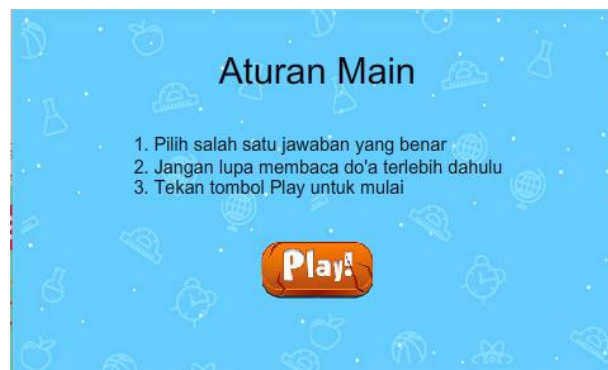 Aturan Main
1. Pilih salah satu jawaban yang benar
2. Jangan lupa membaca do'a terlebih dahulu
3. Tekan tombol Play untuk mulai
Play!